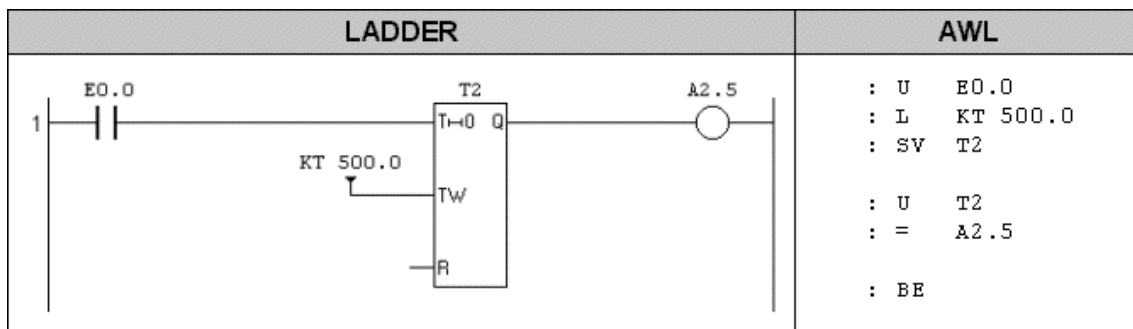 LADDER
AWL
E0.0
T2
A2.5
1
T⊢⊣0 Q
KT 500.0
TW
R
: U E0.0
: L KT 500.0
: SV T2
: U T2
: = A2.5
: BE